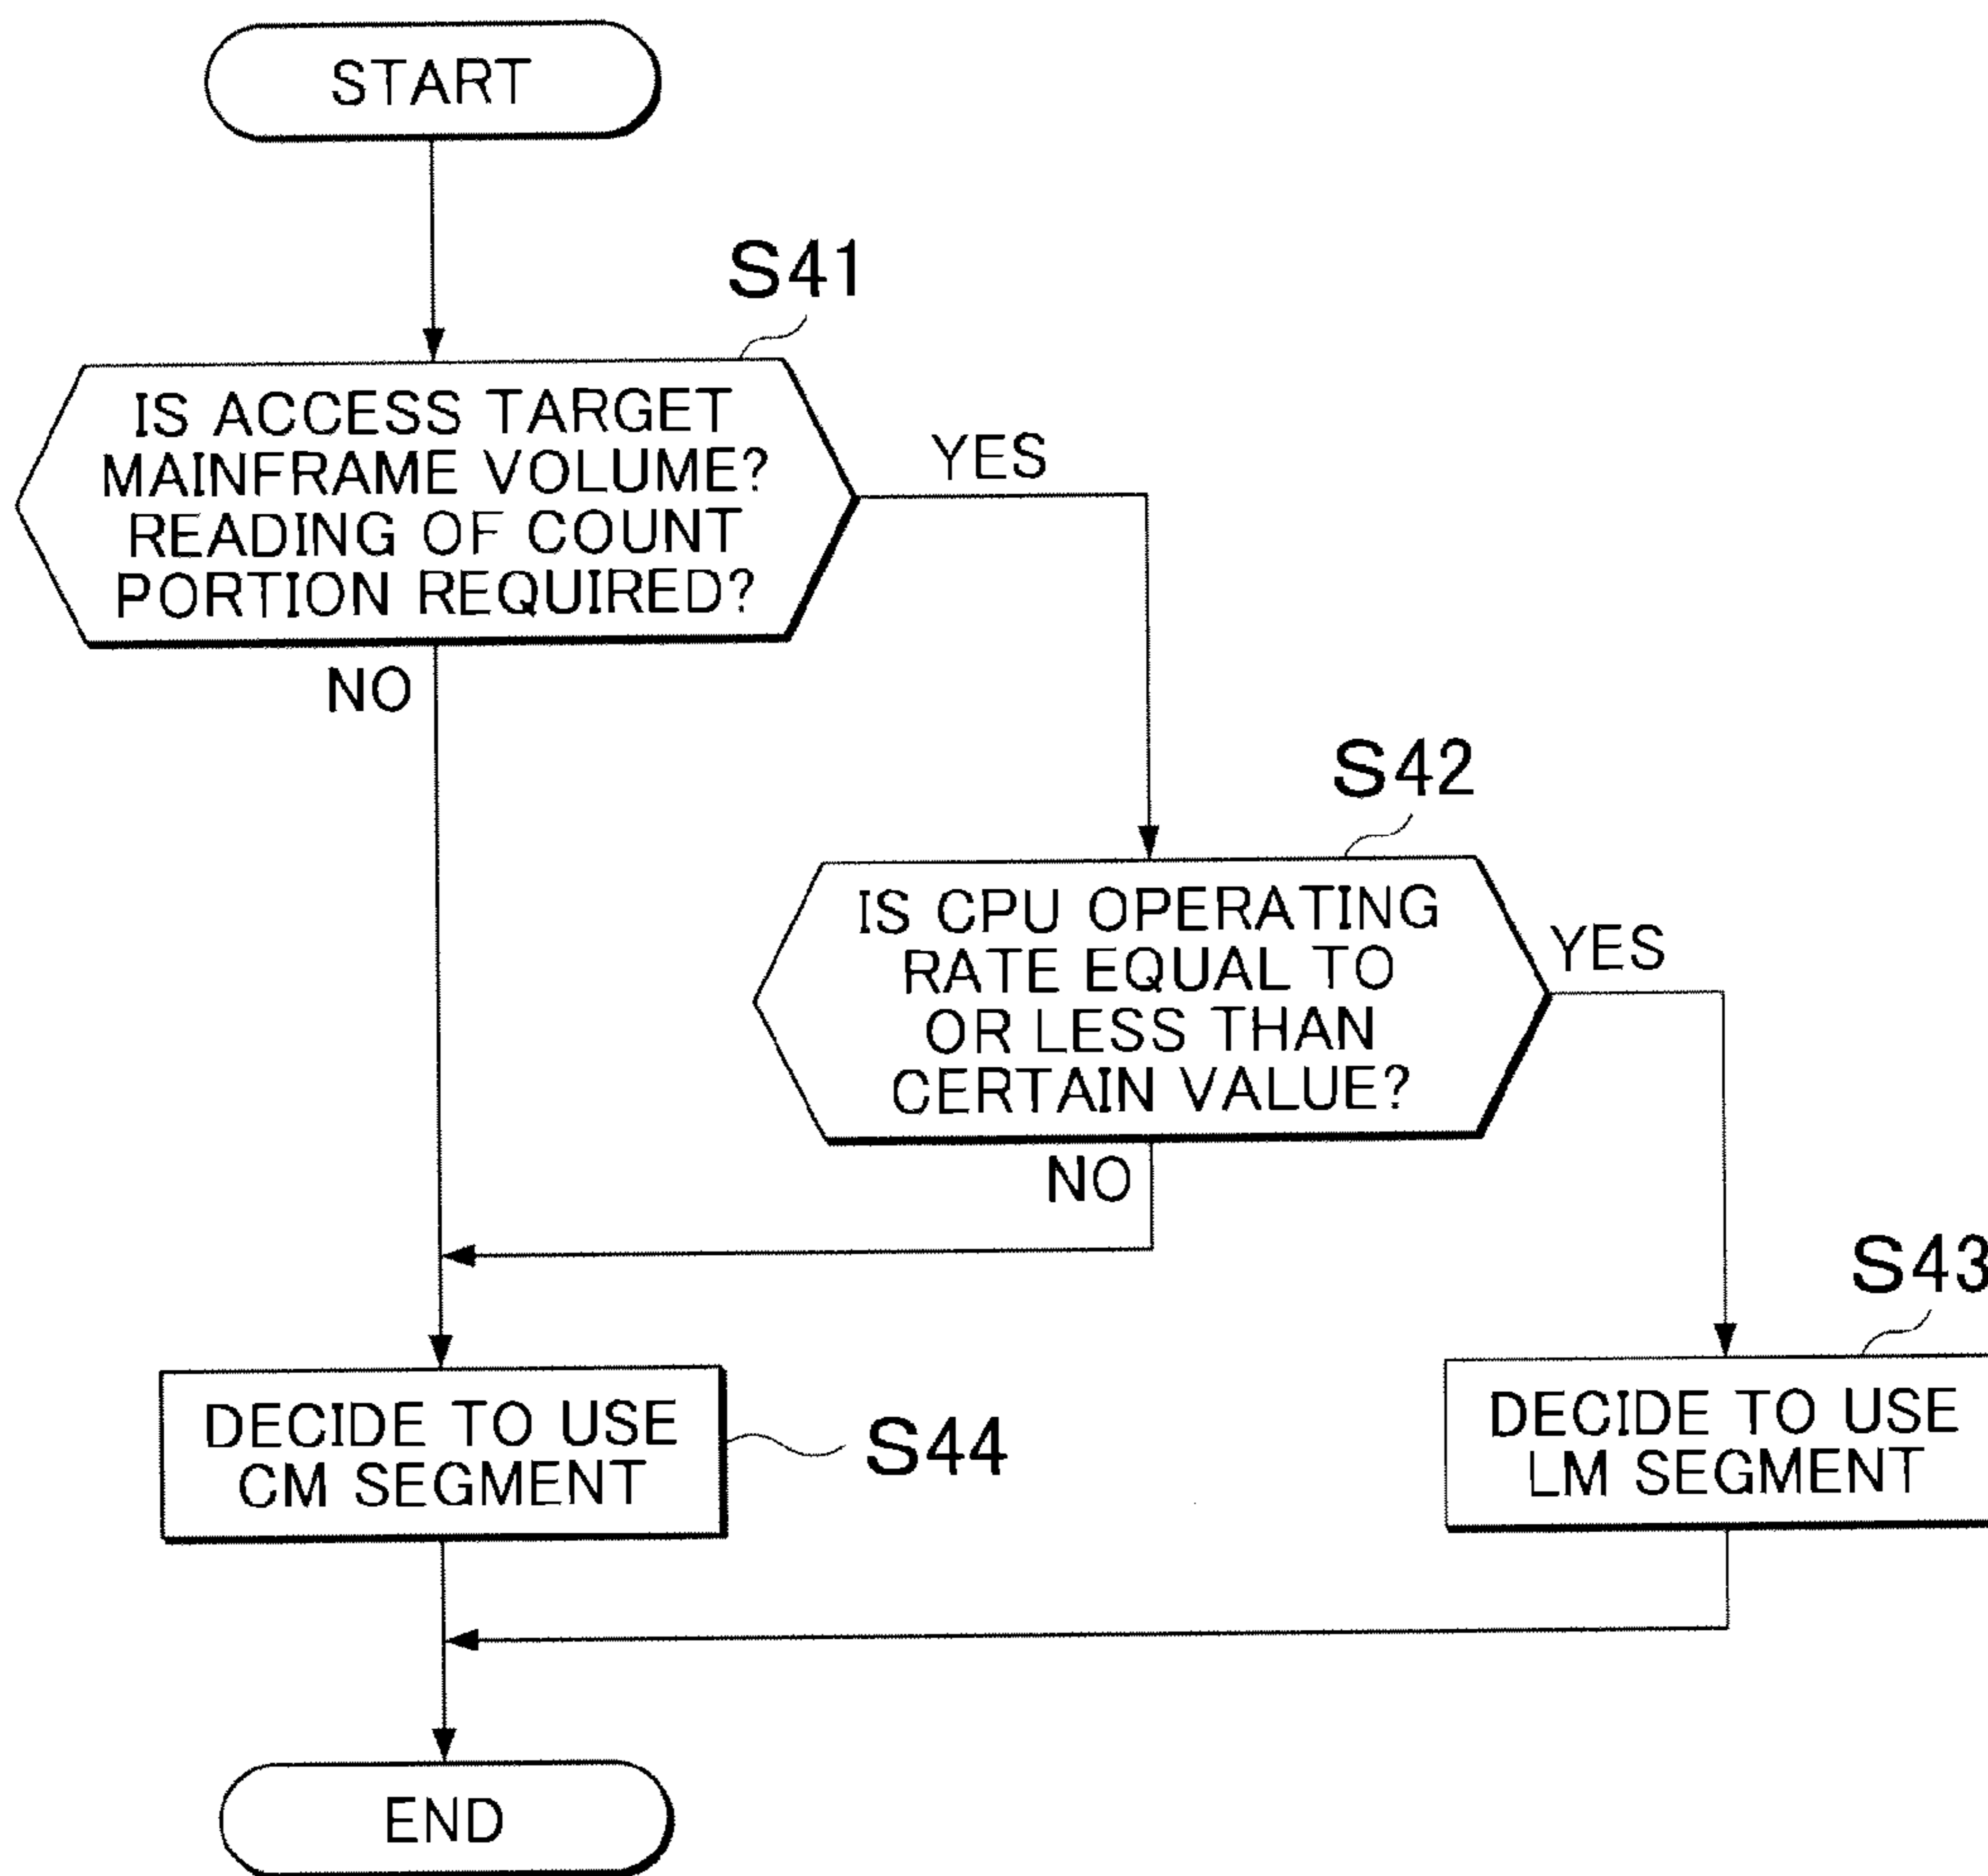 START
S41
IS ACCESS TARGET
MAINFRAME VOLUME?
READING OF COUNT
PORTION REQUIRED?
YES
NO
S42
IS CPU OPERATING
RATE EQUAL TO
OR LESS THAN
CERTAIN VALUE?
YES
NO
S43
DECIDE TO USE
LM SEGMENT
DECIDE TO USE
CM SEGMENT
S44
END